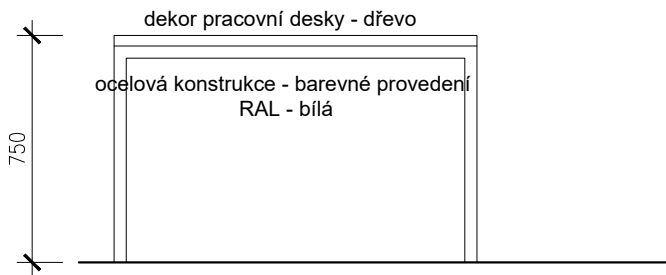 dekor pracovní desky - dřevo
ocelová konstrukce - barevné provedení
RAL - bílá
750